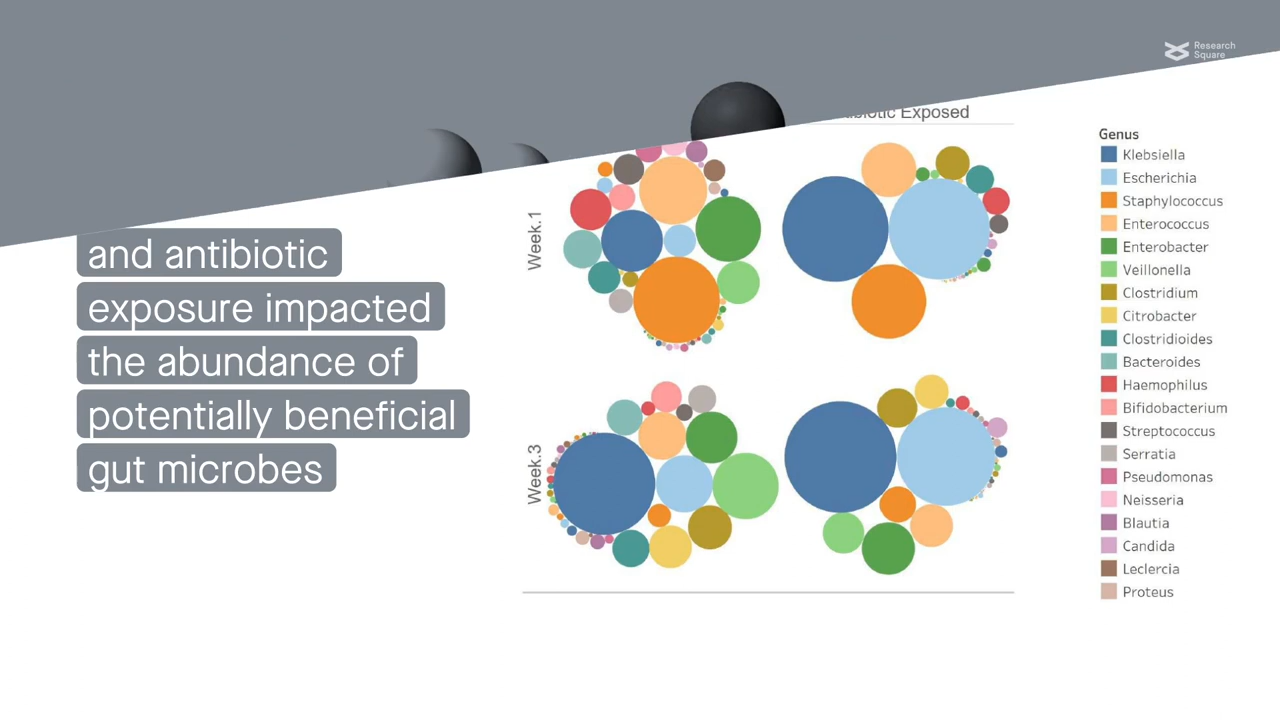 Research
Square
and antibiotic
exposure impacted
the abundance of
potentially beneficial
gut microbes
Exposed
Week.1
Week.3
Genus
Klebsiella
Escherichia
Staphylococcus
Enterococcus
Enterobacter
Veillonella
Clostridium
Citrobacter
Clostridioides
Bacteroides
Haemophilus
Bifidobacterium
Streptococcus
Serratia
Pseudomonas
Neisseria
Blautia
Candida
Leclercia
Proteus